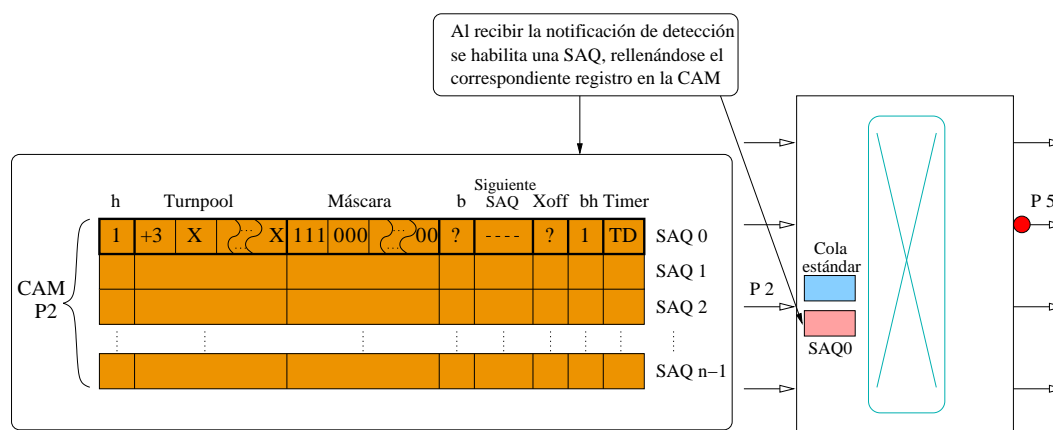 Al recibir la notificación de detección
se habilita una SAQ, rellenándose el
correspondiente registro en la CAM
h Turnpool Máscara b Siguiente SAQ Xoff bh Timer
1 +3 X ... X 111 000 ... 00 ? ---- ? 1 TD SAQ 0
SAQ 1
SAQ 2
SAQ n−1
CAM
P2
P 2
P 5
Cola
estándar
SAQ0